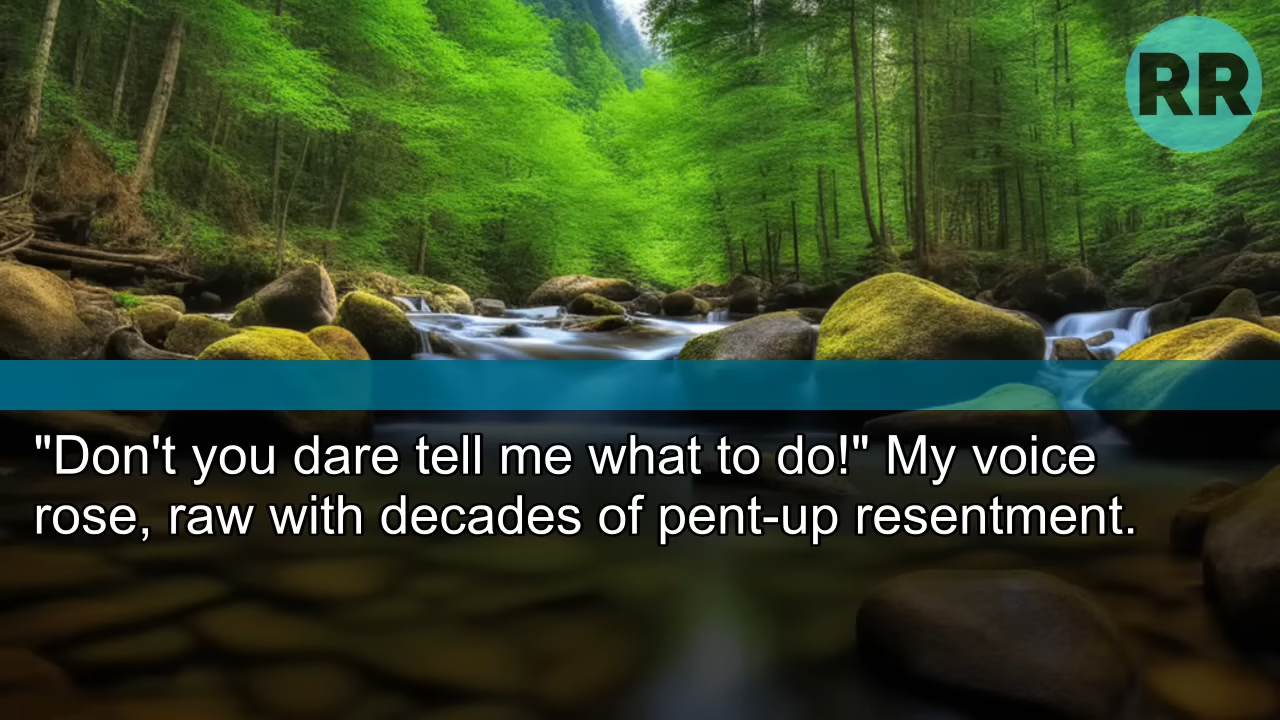 RR
"Don't you dare tell me what to do!" My voice
rose, raw with decades of pent-up resentment.